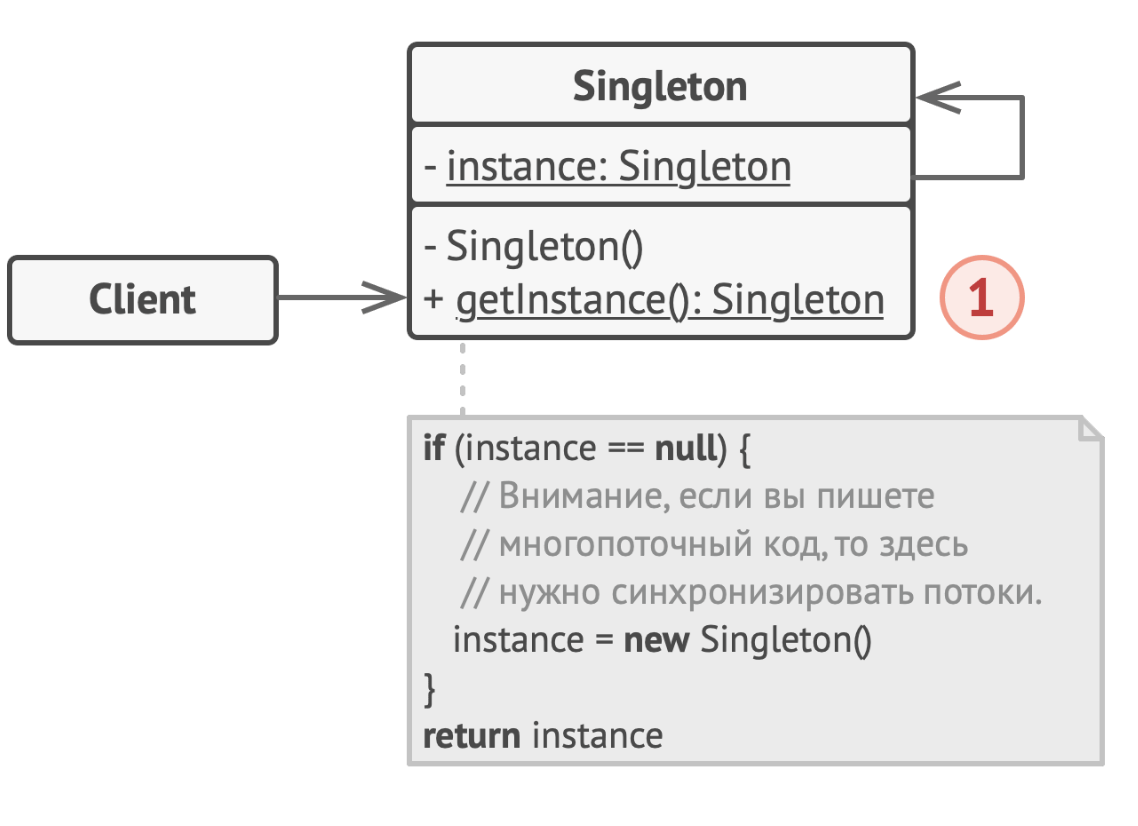 Singleton
- instance: Singleton
- Singleton()
+ getInstance(): Singleton
Client
1
if (instance == null) {
// Внимание, если вы пишете
// многопоточный код, то здесь
// нужно синхронизировать потоки.
instance = new Singleton()
}
return instance